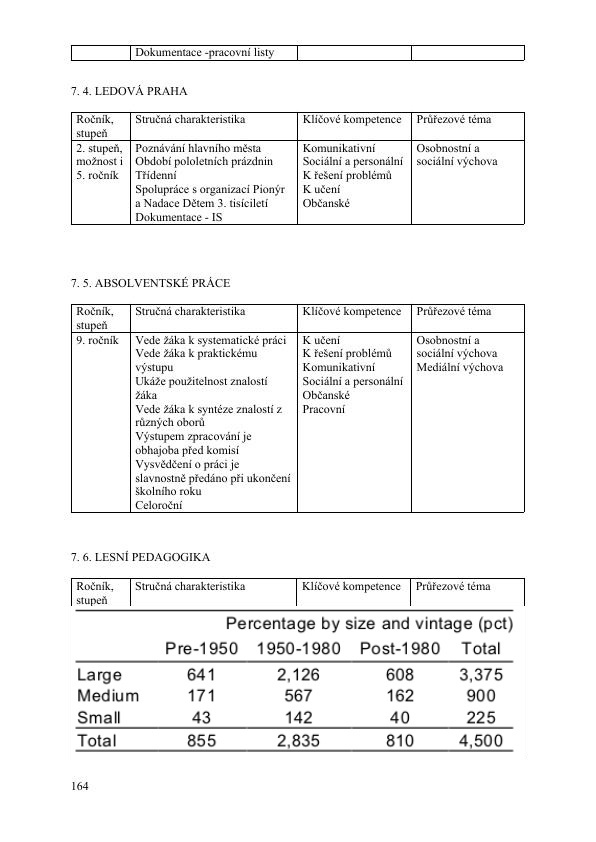 Dokumentace -pracovní listy
7. 4. LEDOVÁ PRAHA
Ročník, Stručná charakteristika Klíčové kompetence Průřezové téma
stupeň
2. stupeň, Poznávání hlavního města Komunikativní Osobnostní a
možnost i Období pololetních prázdnin Sociální a personální sociální výchova
5. ročník Třídenní K řešení problémů
Spolupráce s organizací Pionýr K učení
a Nadace Dětem 3. tisíciletí Občanské
Dokumentace - IS
7. 5. ABSOLVENTSKÉ PRÁCE
Ročník, Stručná charakteristika Klíčové kompetence Průřezové téma
stupeň
9. ročník Vede žáka k systematické práci K učení Osobnostní a
Vede žáka k praktickému K řešení problémů sociální výchova
výstupu Komunikativní Mediální výchova
Ukáže použitelnost znalostí Sociální a personální
žáka Občanské
Vede žáka k syntéze znalostí z Pracovní
různých oborů
Výstupem zpracování je
obhajoba před komisí
Vysvědčení o práci je
slavnostně předáno při ukončení
školního roku
Celoroční
7. 6. LESNÍ PEDAGOGIKA
Ročník, Stručná charakteristika Klíčové kompetence Průřezové téma
stupeň
Percentage by size and vintage (pct)
Pre-1950 1950-1980 Post-1980 Total
Large 641 2,126 608 3,375
Medium 171 567 162 900
Small 43 142 40 225
Total 855 2,835 810 4,500
164